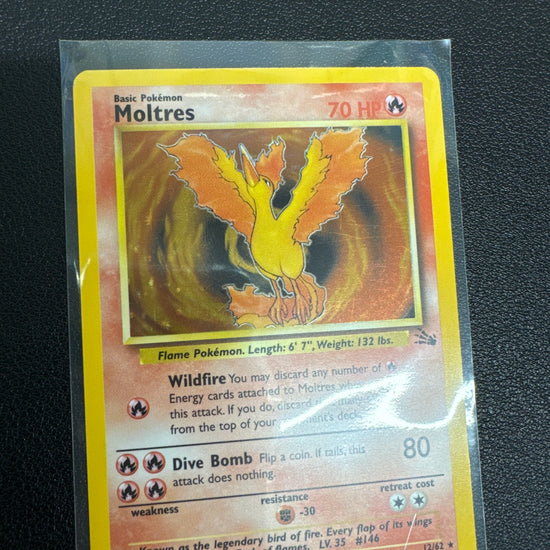 Basic Pokémon
Moltres
70 HP
Flame Pokémon. Length: 6' 7", Weight: 132 lbs.
Wildfire You may discard any number of
Energy cards attached to Moltres
this attack. If you do, discard
from the top of your deck.
Dive Bomb Flip a coin. If tails, this
attack does nothing.
80
weakness
resistance
-30
retreat cost
Known as the legendary bird of fire. Every flap of its wings
of flames. LV. 35 #146
12/62